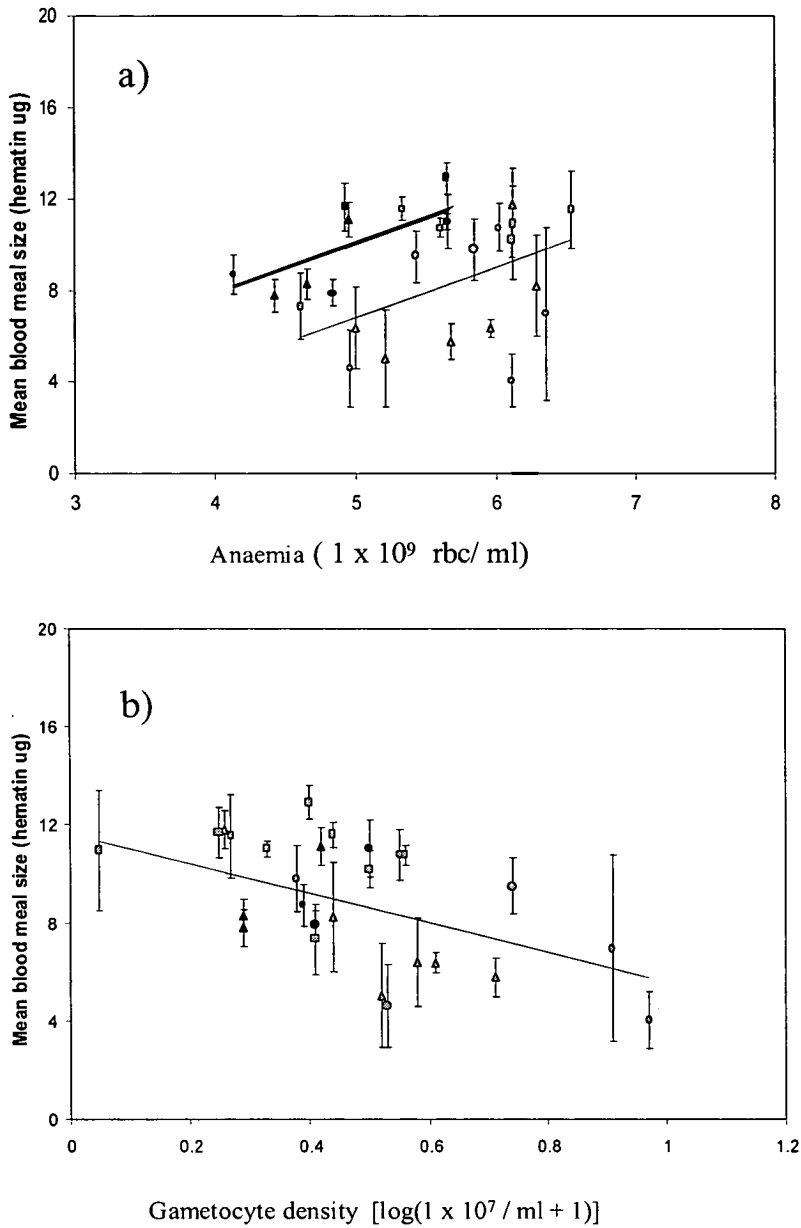 20
16
12
8
4
0
a)
Mean blood meal size (hematin ug)
3 4 5 6 7 8
Anaemia ( 1 x 10⁹ rbc/ ml)
20
16
12
8
4
0
b)
Mean blood meal size (hematin ug)
0 0.2 0.4 0.6 0.8 1 1.2
Gametocyte density [log(1 x 10⁷ / ml + 1)]